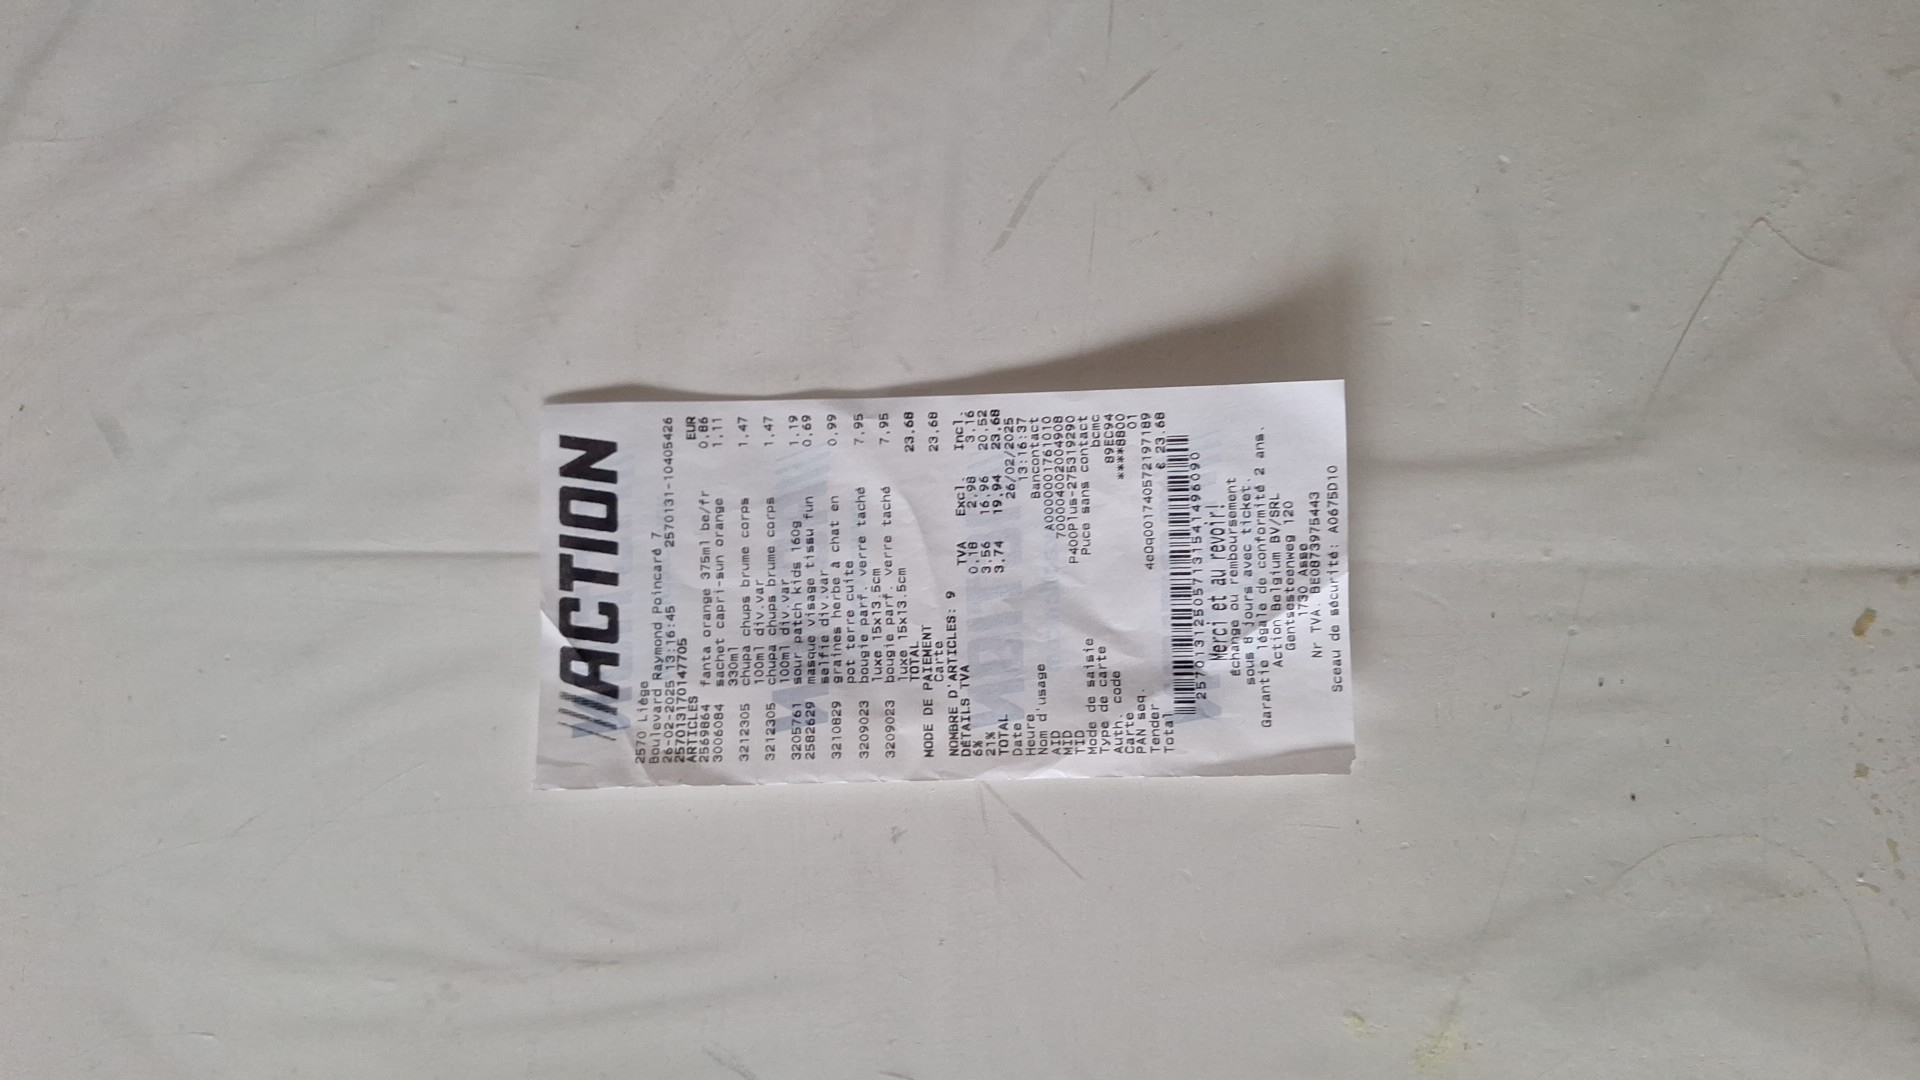 ACTION
2570 Liège
Boulevard Raymond Poincaré 7
26-02-2025 13:16:45 2570131-10405426
2570131701477​05
ARTICLES EUR
2569864 fanta orange 375ml be/fr 0,86
3006084 sachet capri-sun orange 1,11
330ml
3212305 chupa chups brume corps 1,47
100ml div.var
3212305 chupa chups brume corps 1,47
100ml div.var
3205761 sour patch kids 160g 1,19
2582629 masque visage tissu fun 0,69
selfie div.var
3210829 graines herbe à chat en 0,99
pot terre cuite
3209023 bougie parf. verre taché 7,95
luxe 15x13.5cm
3209023 bougie parf. verre taché 7,95
luxe 15x13.5cm
TOTAL 23,68
MODE DE PAIEMENT
Carte 23,68
NOMBRE D'ARTICLES: 9
DÉTAILS TVA TVA Excl. Incl.
6% 0,18 2,98 3,16
21% 3,56 16,96 20,52
TOTAL 3,74 19,94 23,68
Date 26/02/2025
Heure 13:16:37
Nom d'usage Bancontact
AID A0000001761010
MID 70004002004908
TID P400Plus-275319290
Mode de saisie Puce sans contact
Type de carte bcmc
Auth. code 89EC94
Carte ****8800
PAN seq. 01
Tender 4e0q001740572197189
Total € 23.68
2570131250571315414​96090
Merci et au revoir!
Échange ou remboursement
sous 8 jours avec ticket.
Garantie légale de conformité 2 ans.
Action Belgium BV/SRL
Gentsesteenweg 120
1730 Asse
Nr TVA. BE0873975443
Sceau de sécurité: A0675D10